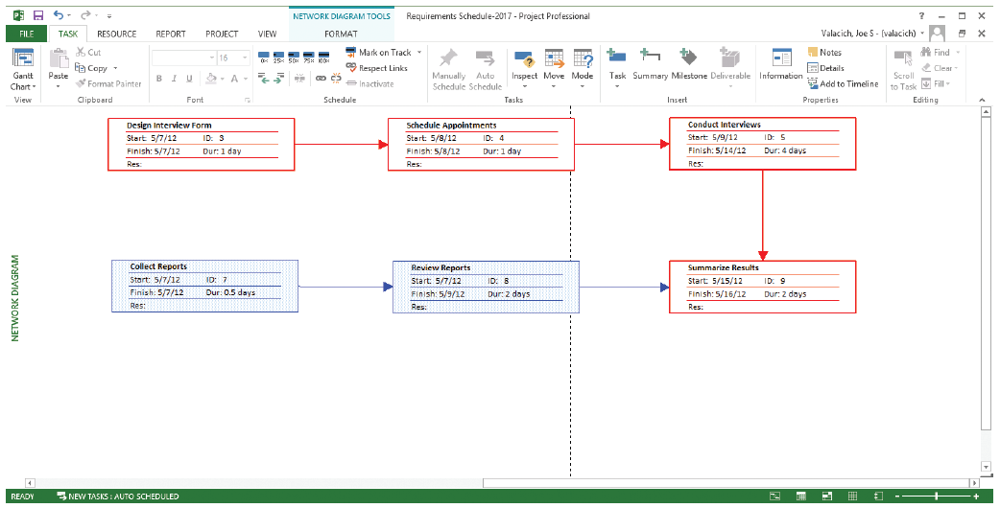 NETWORK DIAGRAM TOOLS Requirements Schedule-2017 - Project Professional ?
FILE TASK RESOURCE REPORT PROJECT VIEW FORMAT Valacich, Joe S - (valacich)
Gantt Chart
View
Paste
Cut
Copy
Format Painter
Clipboard
16
B I U A
Font
0% 25% 50% 75% 100%
Mark on Track
Respect Links
Inactivate
Schedule
Manually Schedule
Auto Schedule
Inspect
Move
Mode
Tasks
Task
Summary
Milestone
Deliverable
Insert
Information
Notes
Details
Add to Timeline
Properties
Scroll to Task
Find
Clear
Fill
Editing
NETWORK DIAGRAM
Design Interview Form
Start: 5/7/12 ID: 3
Finish: 5/7/12 Dur: 1 day
Res:
Schedule Appointments
Start: 5/8/12 ID: 4
Finish: 5/8/12 Dur: 1 day
Res:
Conduct Interviews
Start: 5/9/12 ID: 5
Finish: 5/14/12 Dur: 4 days
Res:
Collect Reports
Start: 5/7/12 ID: 7
Finish: 5/7/12 Dur: 0.5 days
Res:
Review Reports
Start: 5/7/12 ID: 8
Finish: 5/9/12 Dur: 2 days
Res:
Summarize Results
Start: 5/15/12 ID: 9
Finish: 5/16/12 Dur: 2 days
Res:
READY NEW TASKS : AUTO SCHEDULED